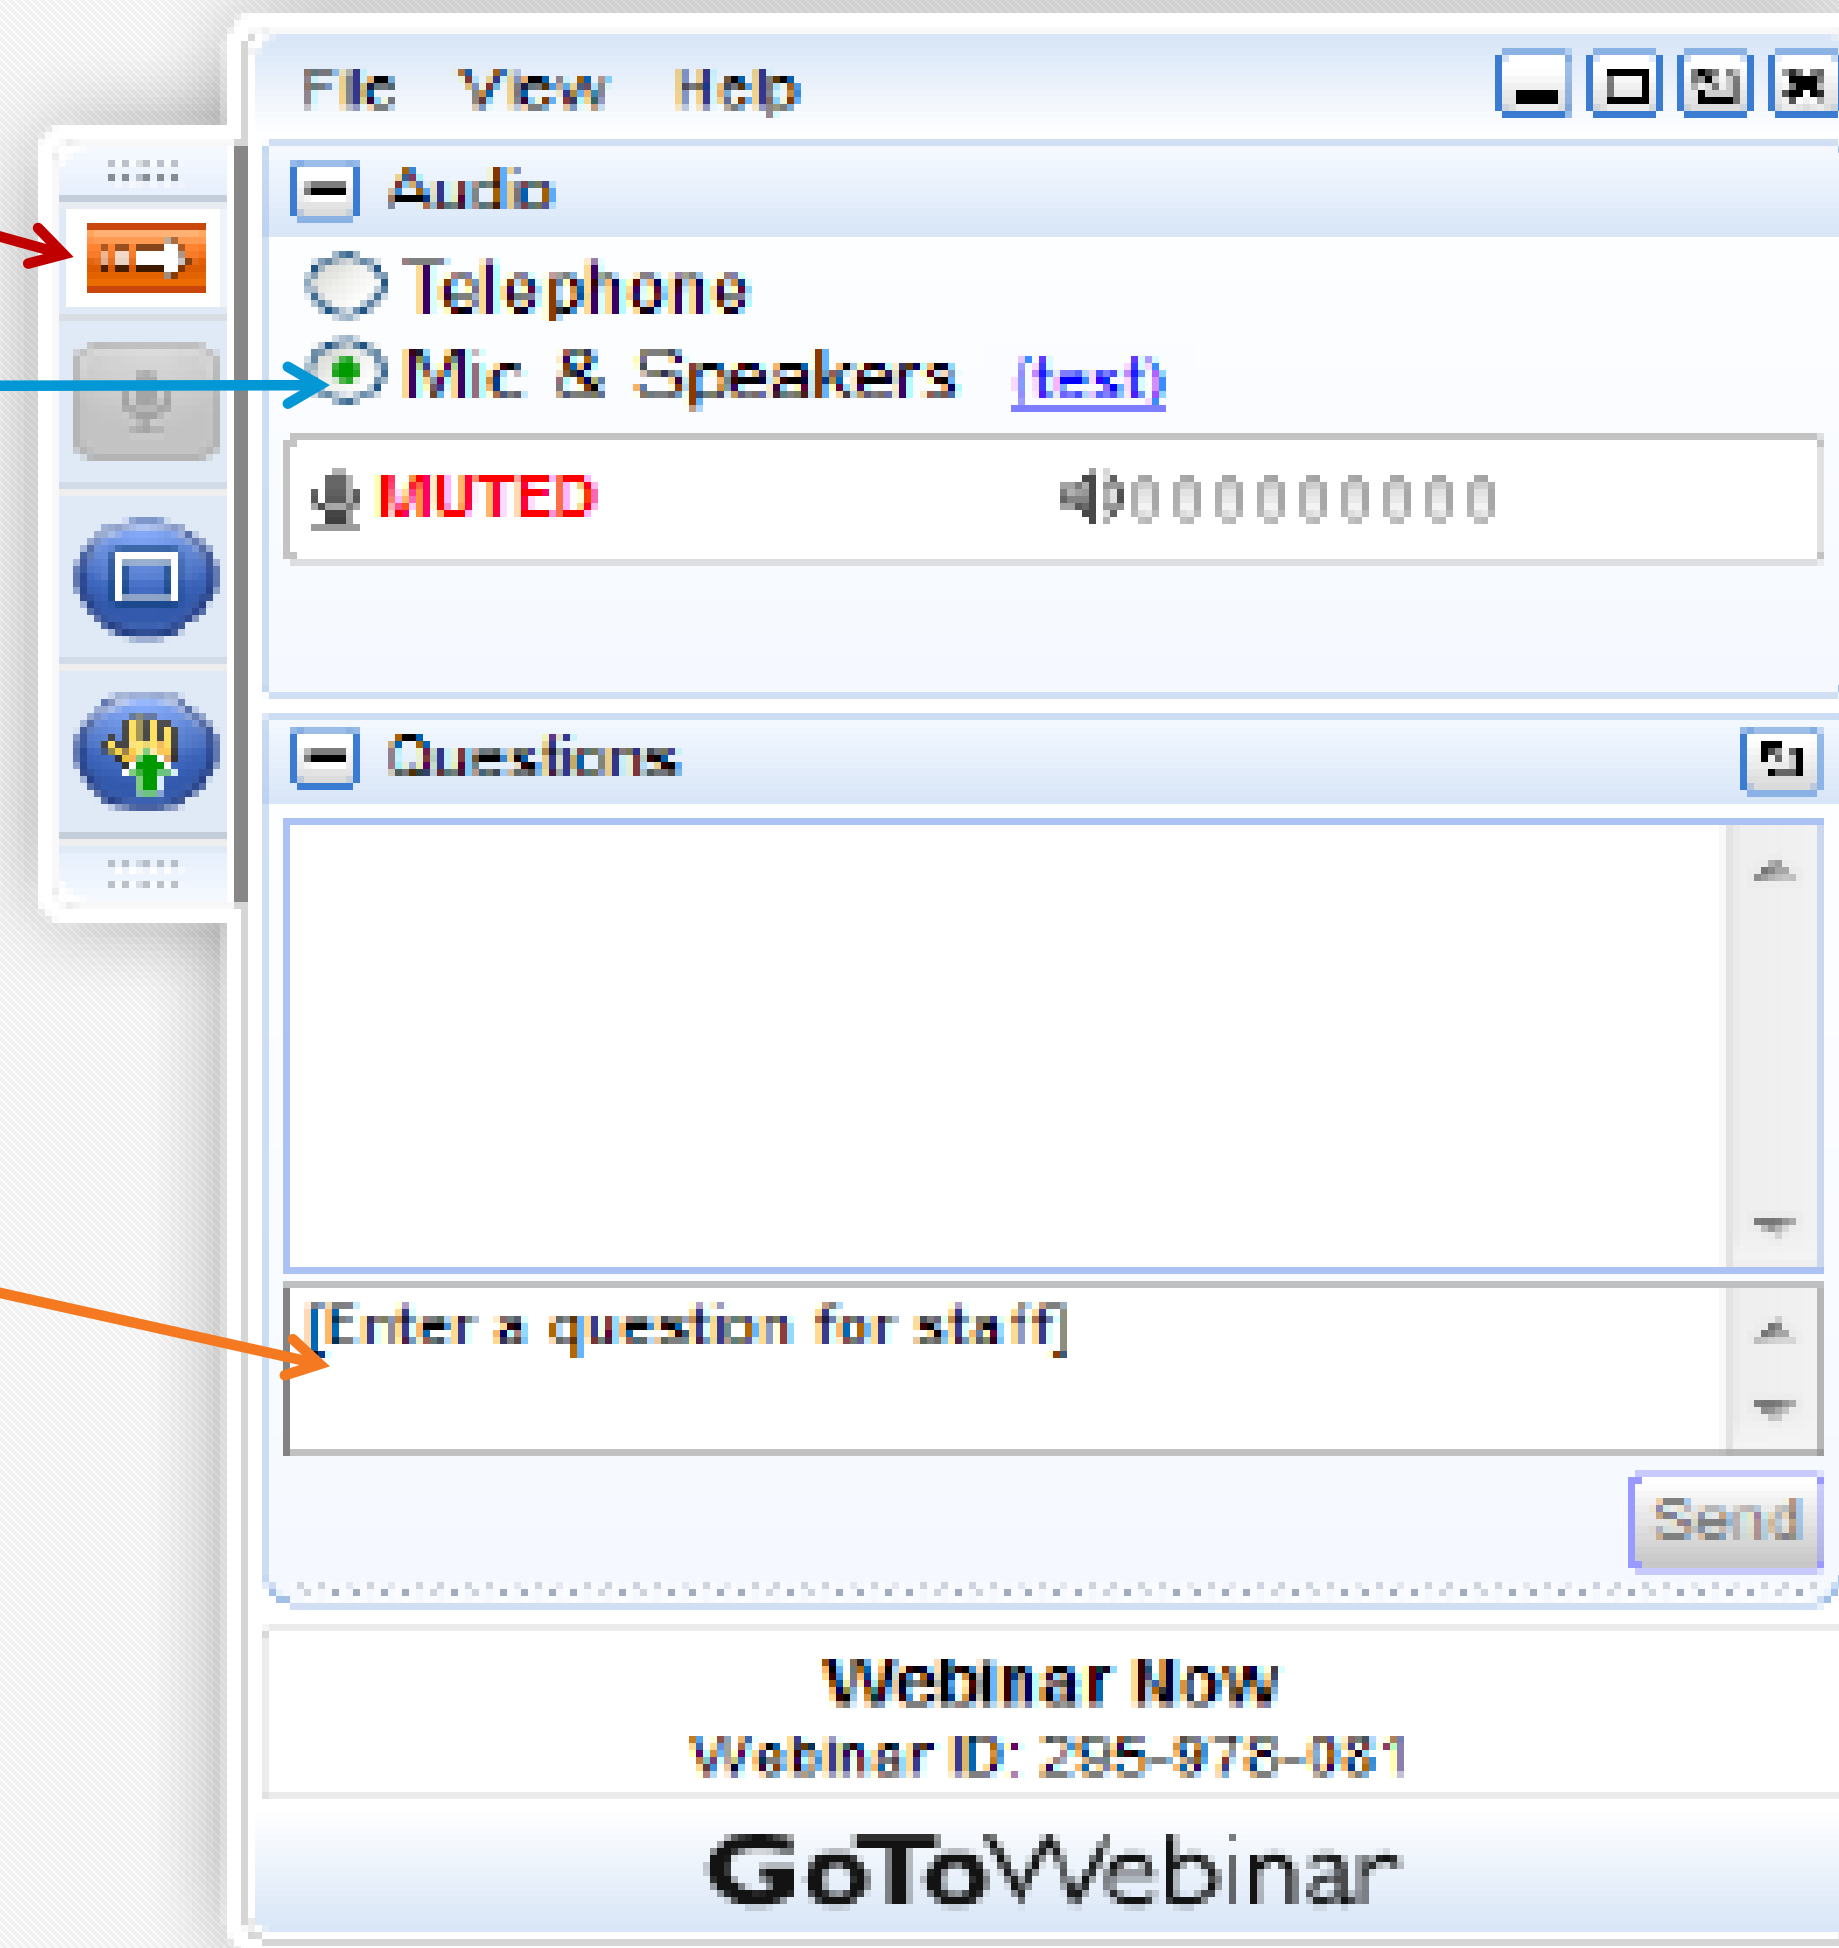 File View Help
Audio
Telephone
Mic & Speakers (test)
MUTED
Questions
[Enter a question for staff]
Send
Webinar Now
Webinar ID: 295-978-081
GoToWebinar